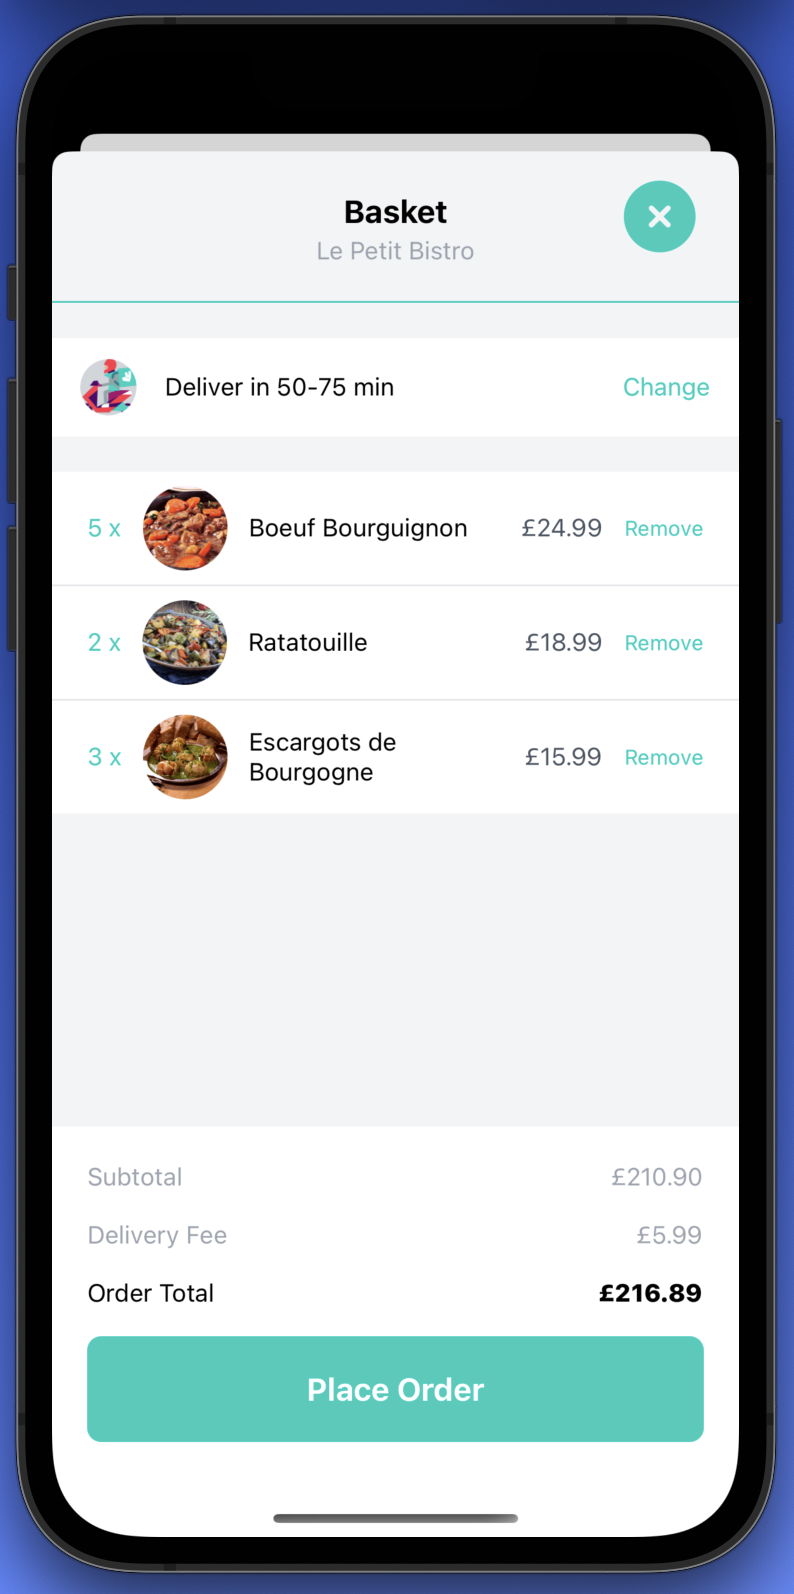 Basket
Le Petit Bistro
Deliver in 50-75 min Change
5 x Boeuf Bourguignon £24.99 Remove
2 x Ratatouille £18.99 Remove
3 x Escargots de
Bourgogne £15.99 Remove
Subtotal £210.90
Delivery Fee £5.99
Order Total £216.89
Place Order